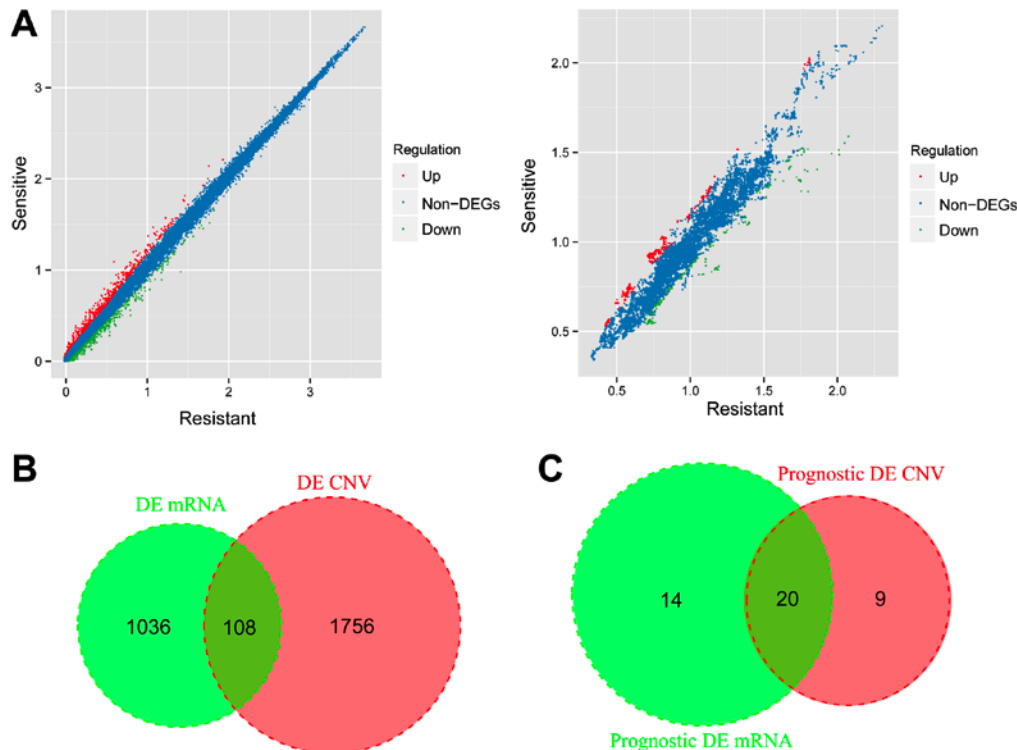 A
Sensitive
3
2
1
0
0
1
2
3
Resistant
Regulation
Up
Non-DEGs
Down
Sensitive
2.0
1.5
1.0
0.5
0.5
1.0
1.5
2.0
Resistant
Regulation
Up
Non-DEGs
Down
B
DE mRNA
DE CNV
1036
108
1756
C
Prognostic DE CNV
14
20
9
Prognostic DE mRNA